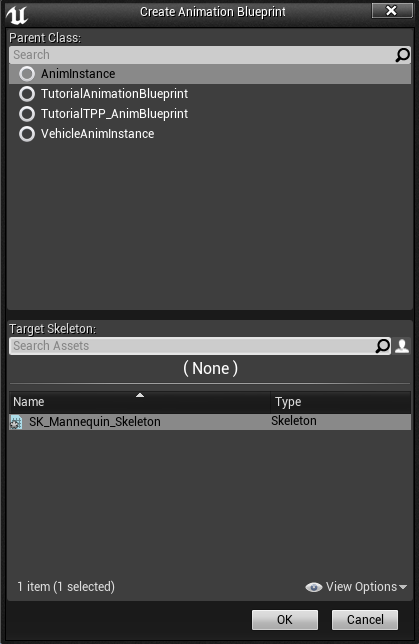 Create Animation Blueprint
Parent Class:
Search
AnimInstance
TutorialAnimationBlueprint
TutorialTPP_AnimBlueprint
VehicleAnimInstance
Target Skeleton:
Search Assets
( None )
Name Type
SK_Mannequin_Skeleton Skeleton
1 item (1 selected) View Options
OK Cancel